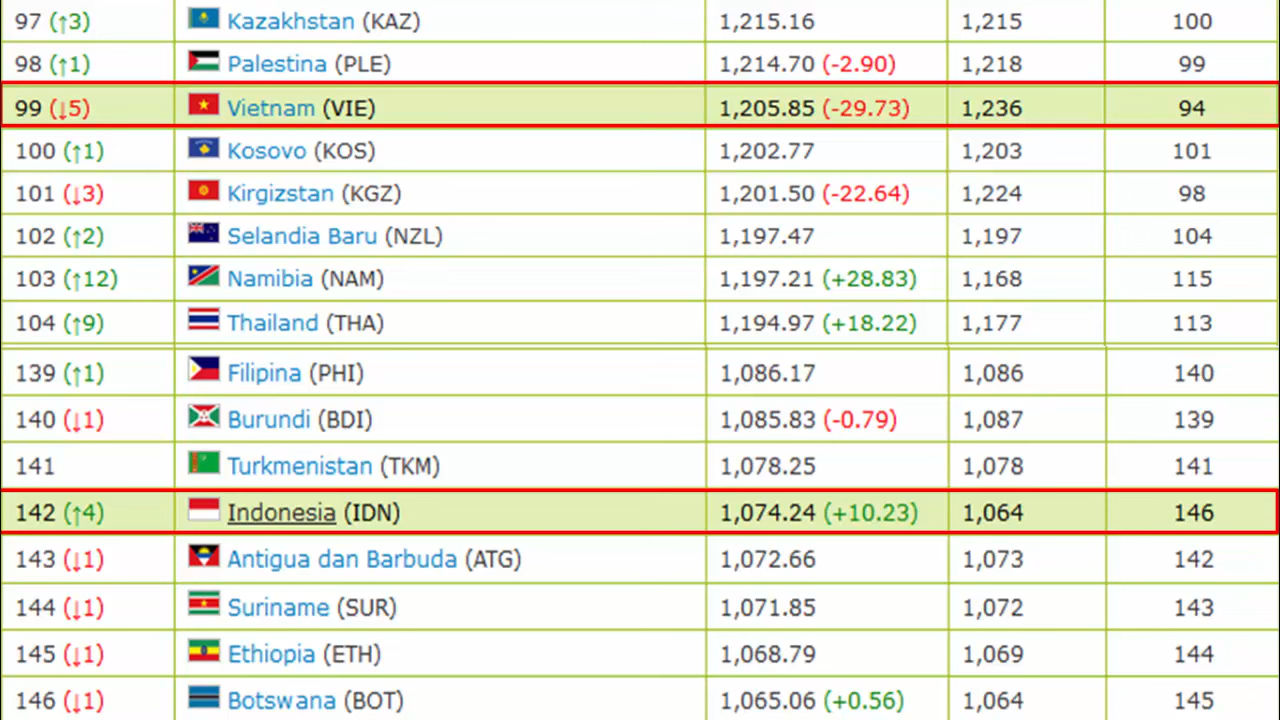 97 (↑3) Kazakhstan (KAZ) 1,215.16 1,215 100
98 (↑1) Palestina (PLE) 1,214.70 (-2.90) 1,218 99
99 (↓5) Vietnam (VIE) 1,205.85 (-29.73) 1,236 94
100 (↑1) Kosovo (KOS) 1,202.77 1,203 101
101 (↓3) Kirgizstan (KGZ) 1,201.50 (-22.64) 1,224 98
102 (↑2) Selandia Baru (NZL) 1,197.47 1,197 104
103 (↑12) Namibia (NAM) 1,197.21 (+28.83) 1,168 115
104 (↑9) Thailand (THA) 1,194.97 (+18.22) 1,177 113
139 (↑1) Filipina (PHI) 1,086.17 1,086 140
140 (↓1) Burundi (BDI) 1,085.83 (-0.79) 1,087 139
141 Turkmenistan (TKM) 1,078.25 1,078 141
142 (↑4) Indonesia (IDN) 1,074.24 (+10.23) 1,064 146
143 (↓1) Antigua dan Barbuda (ATG) 1,072.66 1,073 142
144 (↓1) Suriname (SUR) 1,071.85 1,072 143
145 (↓1) Ethiopia (ETH) 1,068.79 1,069 144
146 (↓1) Botswana (BOT) 1,065.06 (+0.56) 1,064 145